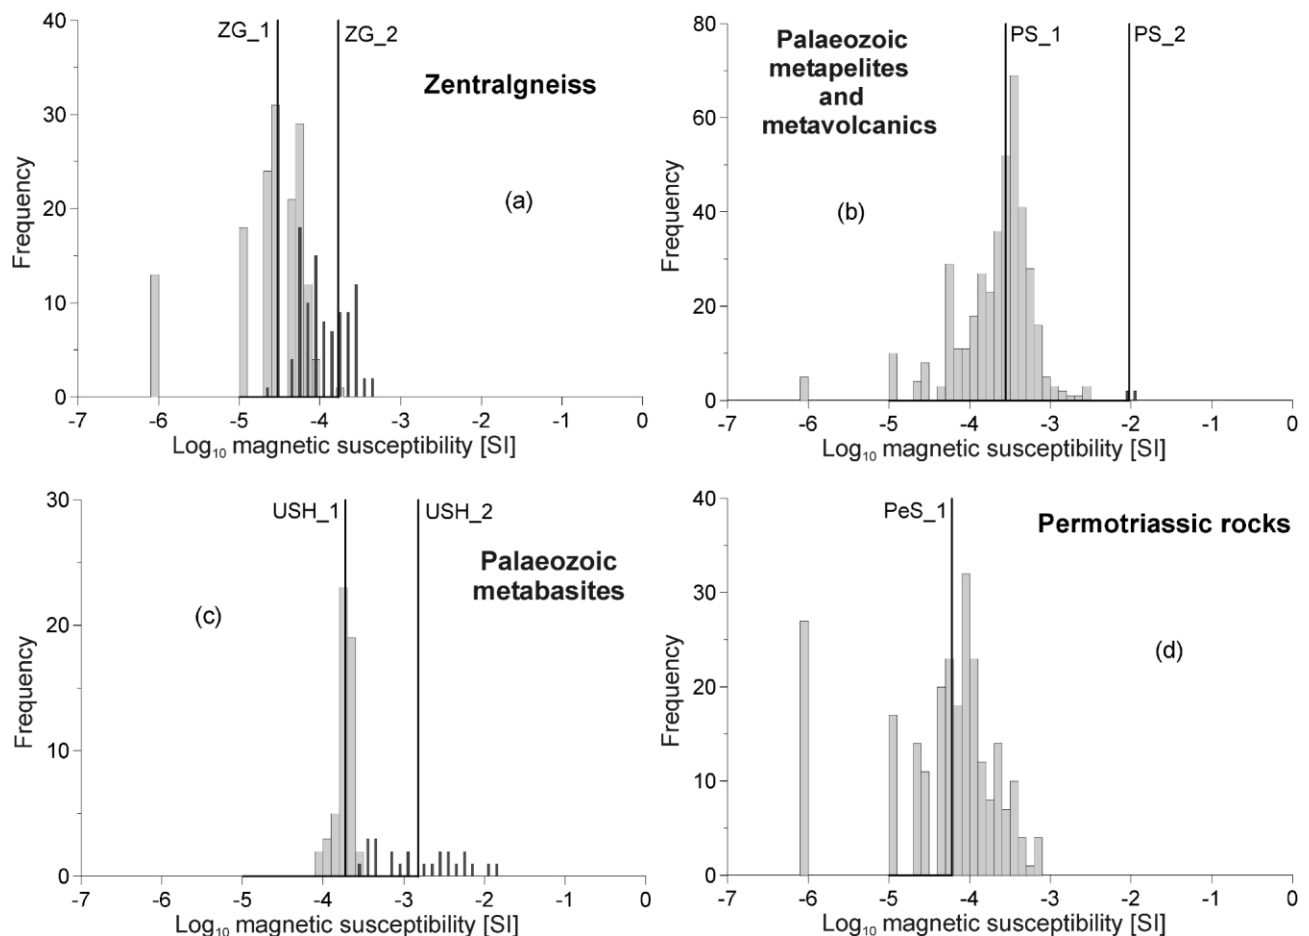 40
30
20
10
0
Frequency
ZG_1
ZG_2
Zentralgneiss
(a)
-7
-6
-5
-4
-3
-2
-1
0
Log₁₀ magnetic susceptibility [SI]
80
60
40
20
0
Frequency
Palaeozoic
metapelites
and
metavolcanics
PS_1
PS_2
(b)
-7
-6
-5
-4
-3
-2
-1
0
Log₁₀ magnetic susceptibility [SI]
30
20
10
0
Frequency
USH_1
USH_2
Palaeozoic
metabasites
(c)
-7
-6
-5
-4
-3
-2
-1
0
Log₁₀ magnetic susceptibility [SI]
40
30
20
10
0
Frequency
PeS_1
Permotriassic rocks
(d)
-7
-6
-5
-4
-3
-2
-1
0
Log₁₀ magnetic susceptibility [SI]